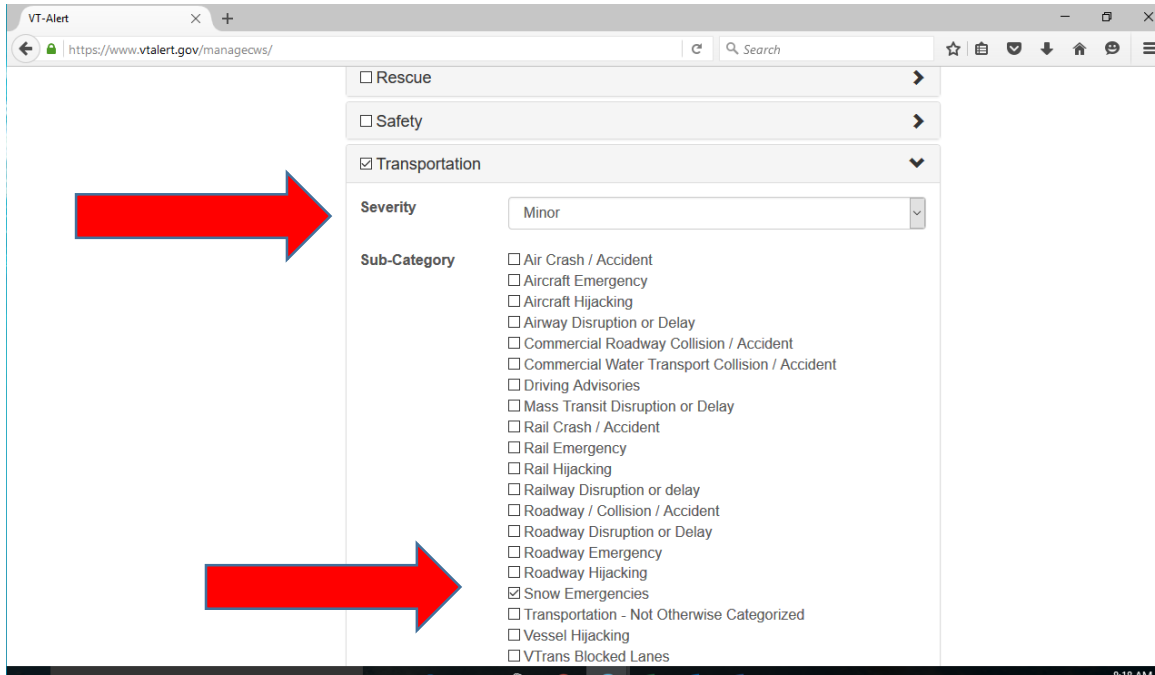 VT-Alert
https://www.vtalert.gov/managecws/
Search
Rescue
Safety
Transportation
Severity
Minor
Sub-Category
Air Crash / Accident
Aircraft Emergency
Aircraft Hijacking
Airway Disruption or Delay
Commercial Roadway Collision / Accident
Commercial Water Transport Collision / Accident
Driving Advisories
Mass Transit Disruption or Delay
Rail Crash / Accident
Rail Emergency
Rail Hijacking
Railway Disruption or delay
Roadway / Collision / Accident
Roadway Disruption or Delay
Roadway Emergency
Roadway Hijacking
Snow Emergencies
Transportation - Not Otherwise Categorized
Vessel Hijacking
VTrans Blocked Lanes